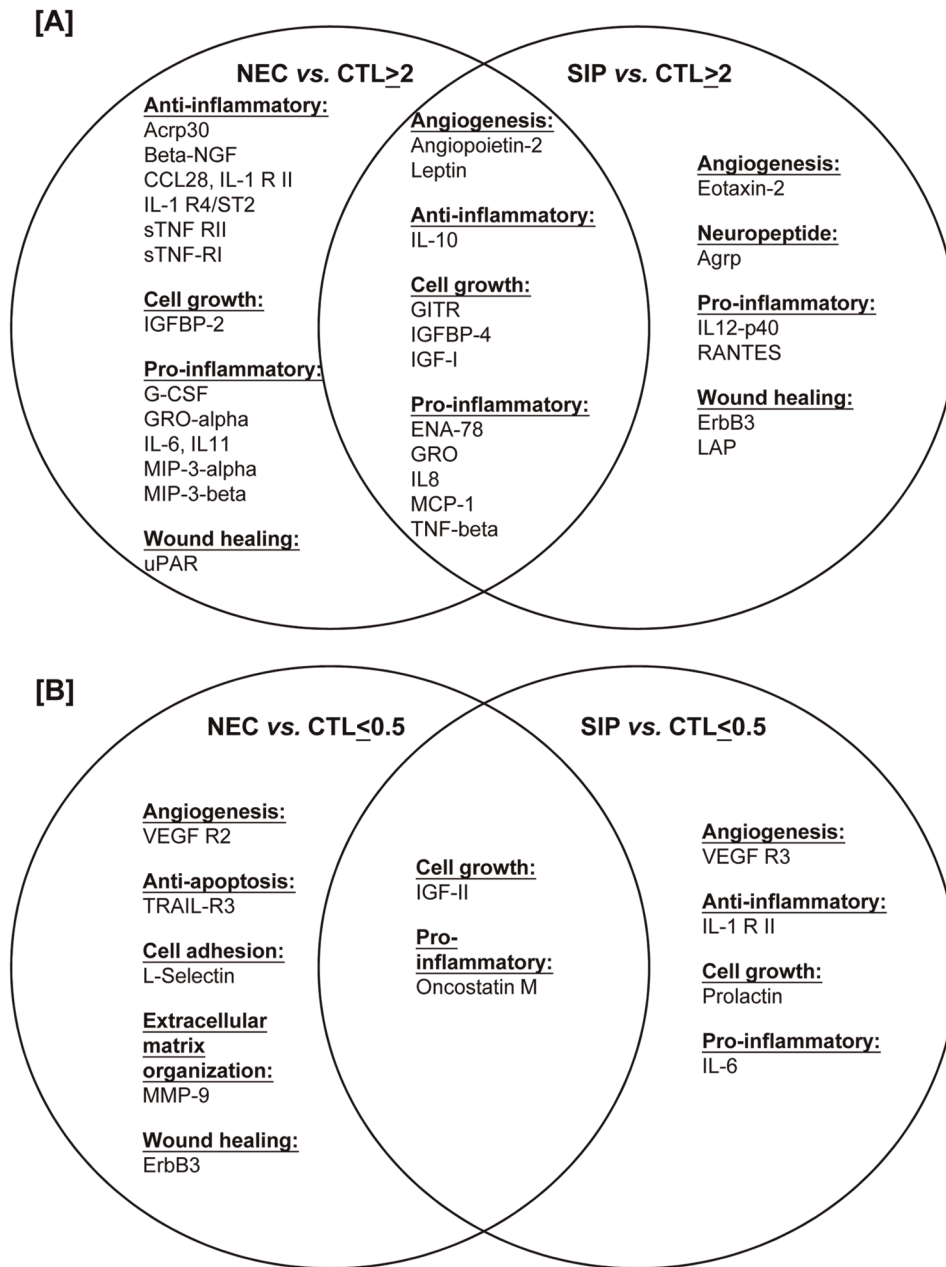 [A]
NEC vs. CTL≥2
Anti-inflammatory:
Acrp30
Beta-NGF
CCL28, IL-1 R II
IL-1 R4/ST2
sTNF RII
sTNF-RI
Cell growth:
IGFBP-2
Pro-inflammatory:
G-CSF
GRO-alpha
IL-6, IL11
MIP-3-alpha
MIP-3-beta
Wound healing:
uPAR
Angiogenesis:
Angiopoietin-2
Leptin
Anti-inflammatory:
IL-10
Cell growth:
GITR
IGFBP-4
IGF-I
Pro-inflammatory:
ENA-78
GRO
IL8
MCP-1
TNF-beta
SIP vs. CTL≥2
Angiogenesis:
Eotaxin-2
Neuropeptide:
Agrp
Pro-inflammatory:
IL12-p40
RANTES
Wound healing:
ErbB3
LAP
[B]
NEC vs. CTL≤0.5
Angiogenesis:
VEGF R2
Anti-apoptosis:
TRAIL-R3
Cell adhesion:
L-Selectin
Extracellular
matrix
organization:
MMP-9
Wound healing:
ErbB3
Cell growth:
IGF-II
Pro-
inflammatory:
Oncostatin M
SIP vs. CTL≤0.5
Angiogenesis:
VEGF R3
Anti-inflammatory:
IL-1 R II
Cell growth:
Prolactin
Pro-inflammatory:
IL-6